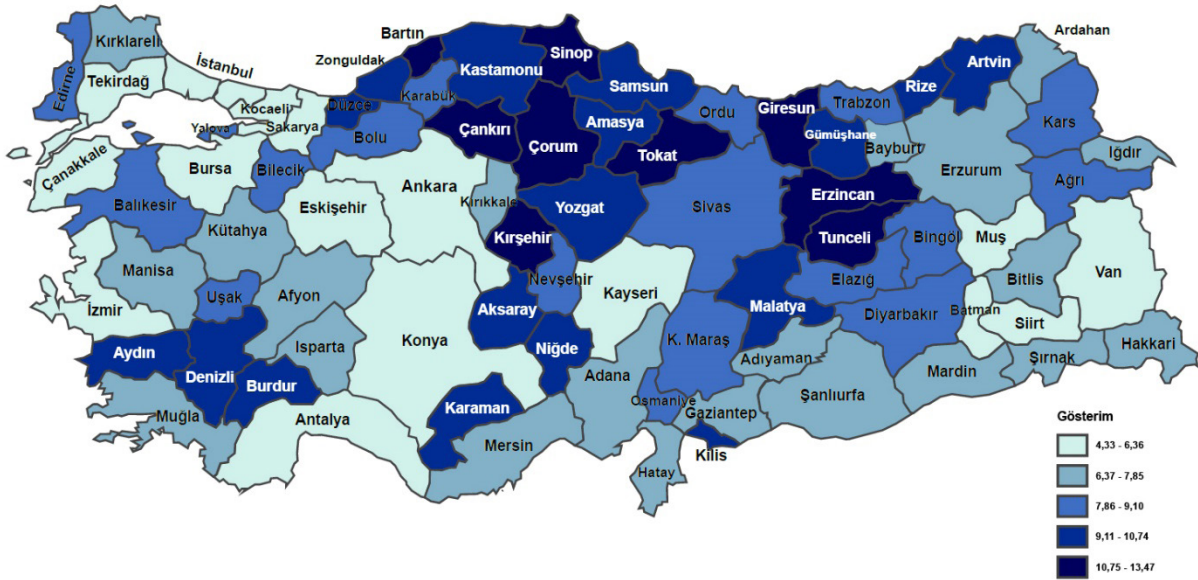 Ardahan
Bartın
Sinop
Kırklareli
Zonguldak
Kastamonu
Artvin
İstanbul
Samsun
Rize
Tekirdağ
Edirne
Karabük
Ordu
Giresun
Trabzon
Kocaeli
Düzce
Kars
Sakarya
Çankırı
Amasya
Gümüşhane
Yalova
Bolu
Çorum
Tokat
Bayburt
Iğdır
Çanakkale
Bursa
Bilecik
Ankara
Erzurum
Ağrı
Balıkesir
Eskişehir
Kırıkkale
Yozgat
Sivas
Erzincan
Kütahya
Kırşehir
Tunceli
Bingöl
Muş
Manisa
Uşak
Afyon
Nevşehir
Kayseri
Elazığ
Bitlis
Van
İzmir
Aksaray
Malatya
Batman
Diyarbakır
Siirt
Aydın
Isparta
Konya
Niğde
K. Maraş
Adıyaman
Şırnak
Hakkari
Denizli
Burdur
Adana
Mardin
Karaman
Osmaniye
Gaziantep
Şanlıurfa
Muğla
Antalya
Mersin
Kilis
Hatay
Gösterim
4,33 - 6,36
6,37 - 7,85
7,86 - 9,10
9,11 - 10,74
10,75 - 13,47